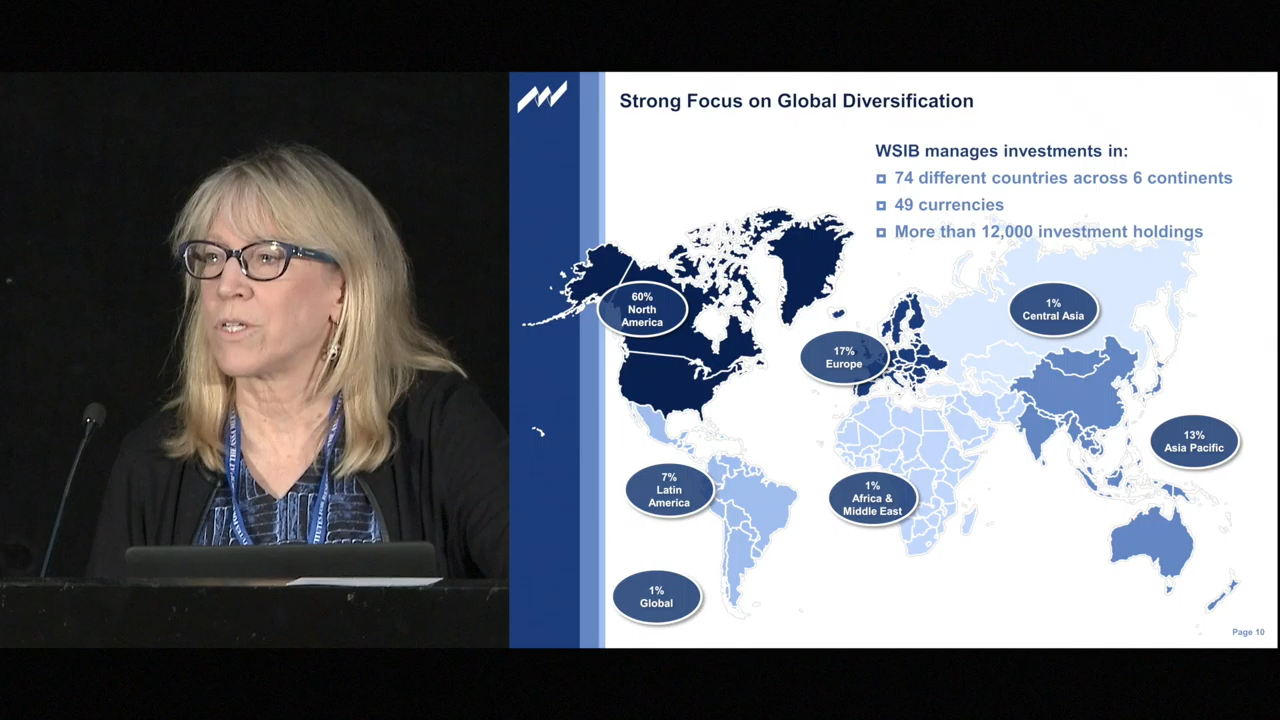 Strong Focus on Global Diversification
WSIB manages investments in:
74 different countries across 6 continents
49 currencies
More than 12,000 investment holdings
60%
North
America
17%
Europe
1%
Central Asia
13%
Asia Pacific
7%
Latin
America
1%
Africa &
Middle East
1%
Global
Page 10